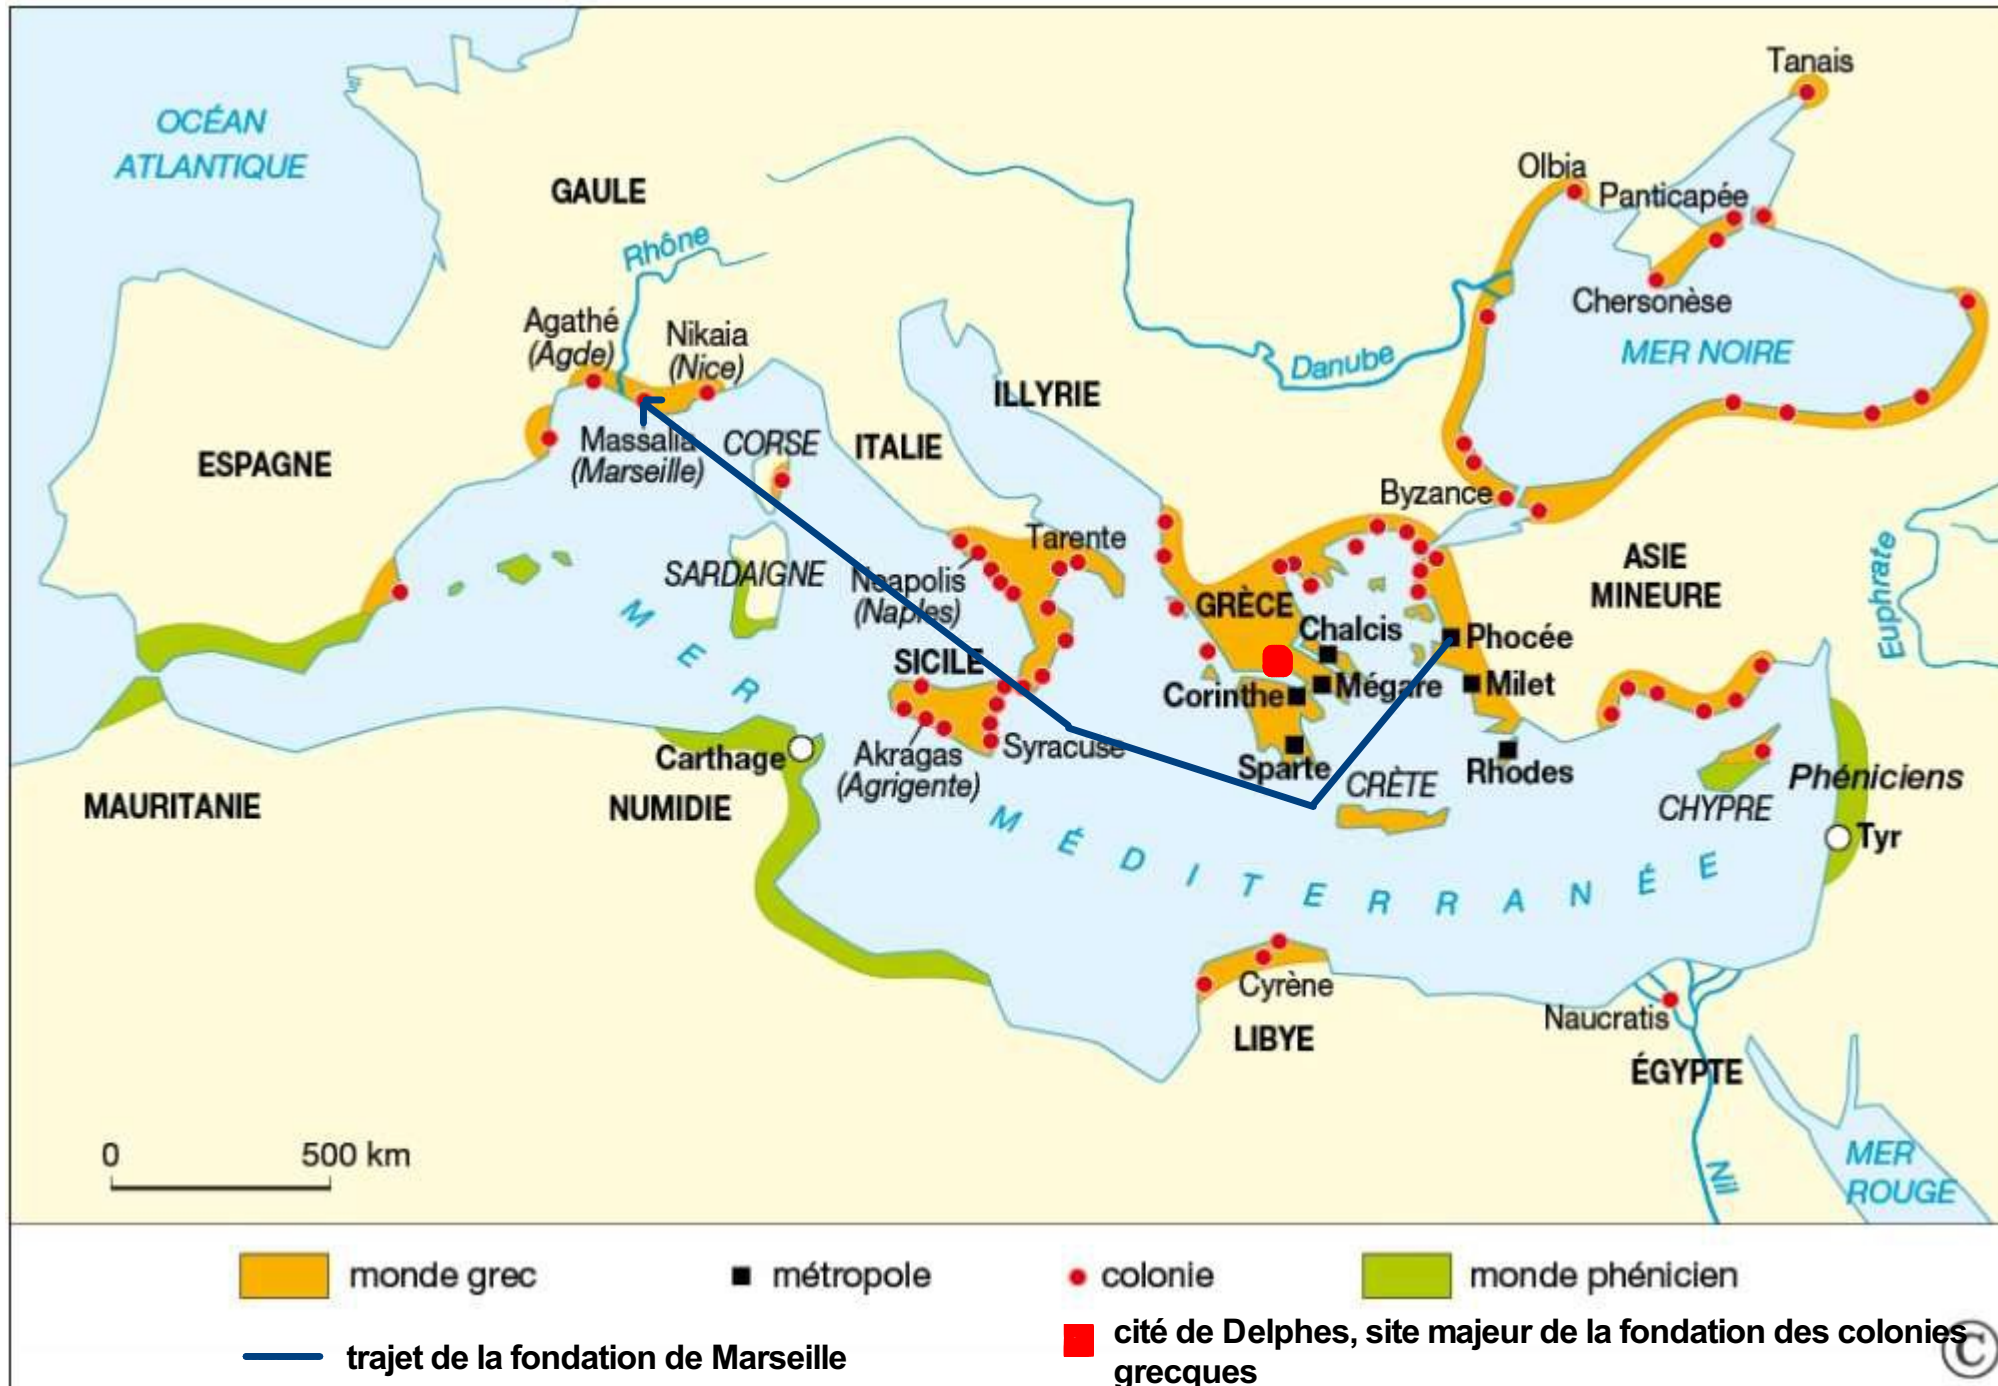 Tanais
OCÉAN
ATLANTIQUE
Olbia
Panticapée
GAULE
Rhône
Chersonèse
Agathé
(Agde)
Nikaia
(Nice)
MER NOIRE
Danube
ILLYRIE
Massalia
(Marseille)
CORSE
ITALIE
ESPAGNE
Byzance
Tarente
ASIE
MINEURE
Euphrate
SARDAIGNE
Neapolis
(Naples)
GRÈCE
Chalcis
Phocée
SICILE
Corinthe
Mégare
Milet
Carthage
Akragas
(Agrigente)
Syracuse
Sparte
CRÈTE
Rhodes
Phéniciens
CHYPRE
MAURITANIE
NUMIDIE
Tyr
MER MÉDITERRANÉE
Cyrène
LIBYE
Naucratis
ÉGYPTE
Nil
MER
ROUGE
0 500 km
monde grec
métropole
colonie
monde phénicien
trajet de la fondation de Marseille
cité de Delphes, site majeur de la fondation des colonies
grecques
©